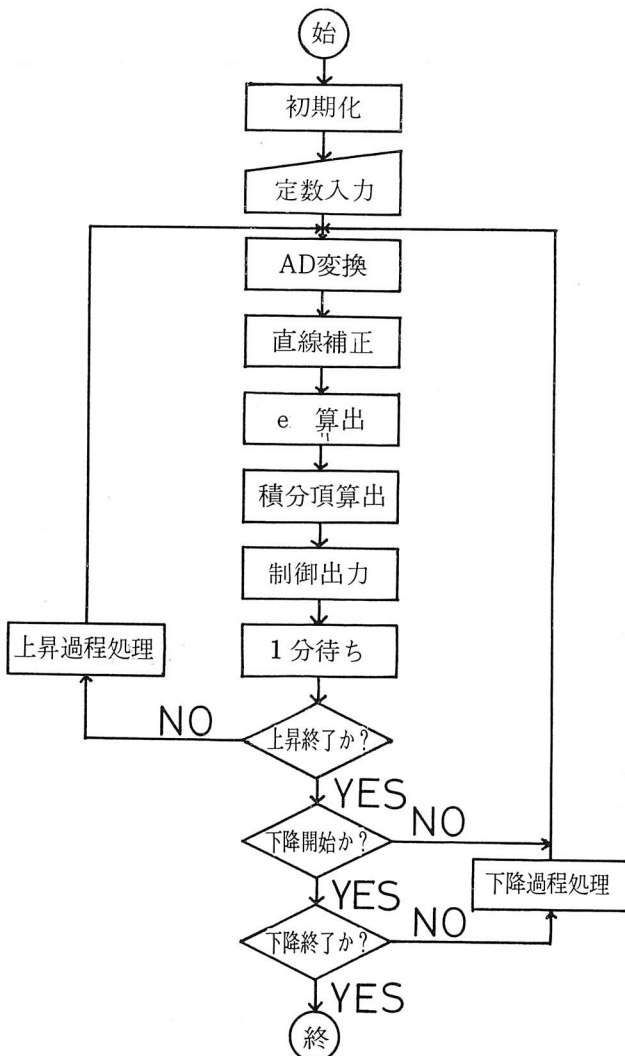 始
初期化
定数入力
AD変換
直線補正
e 算出
積分項算出
制御出力
1分待ち
上昇過程処理
上昇終了か?
NO
YES
下降開始か?
NO
YES
下降過程処理
下降終了か?
NO
YES
終